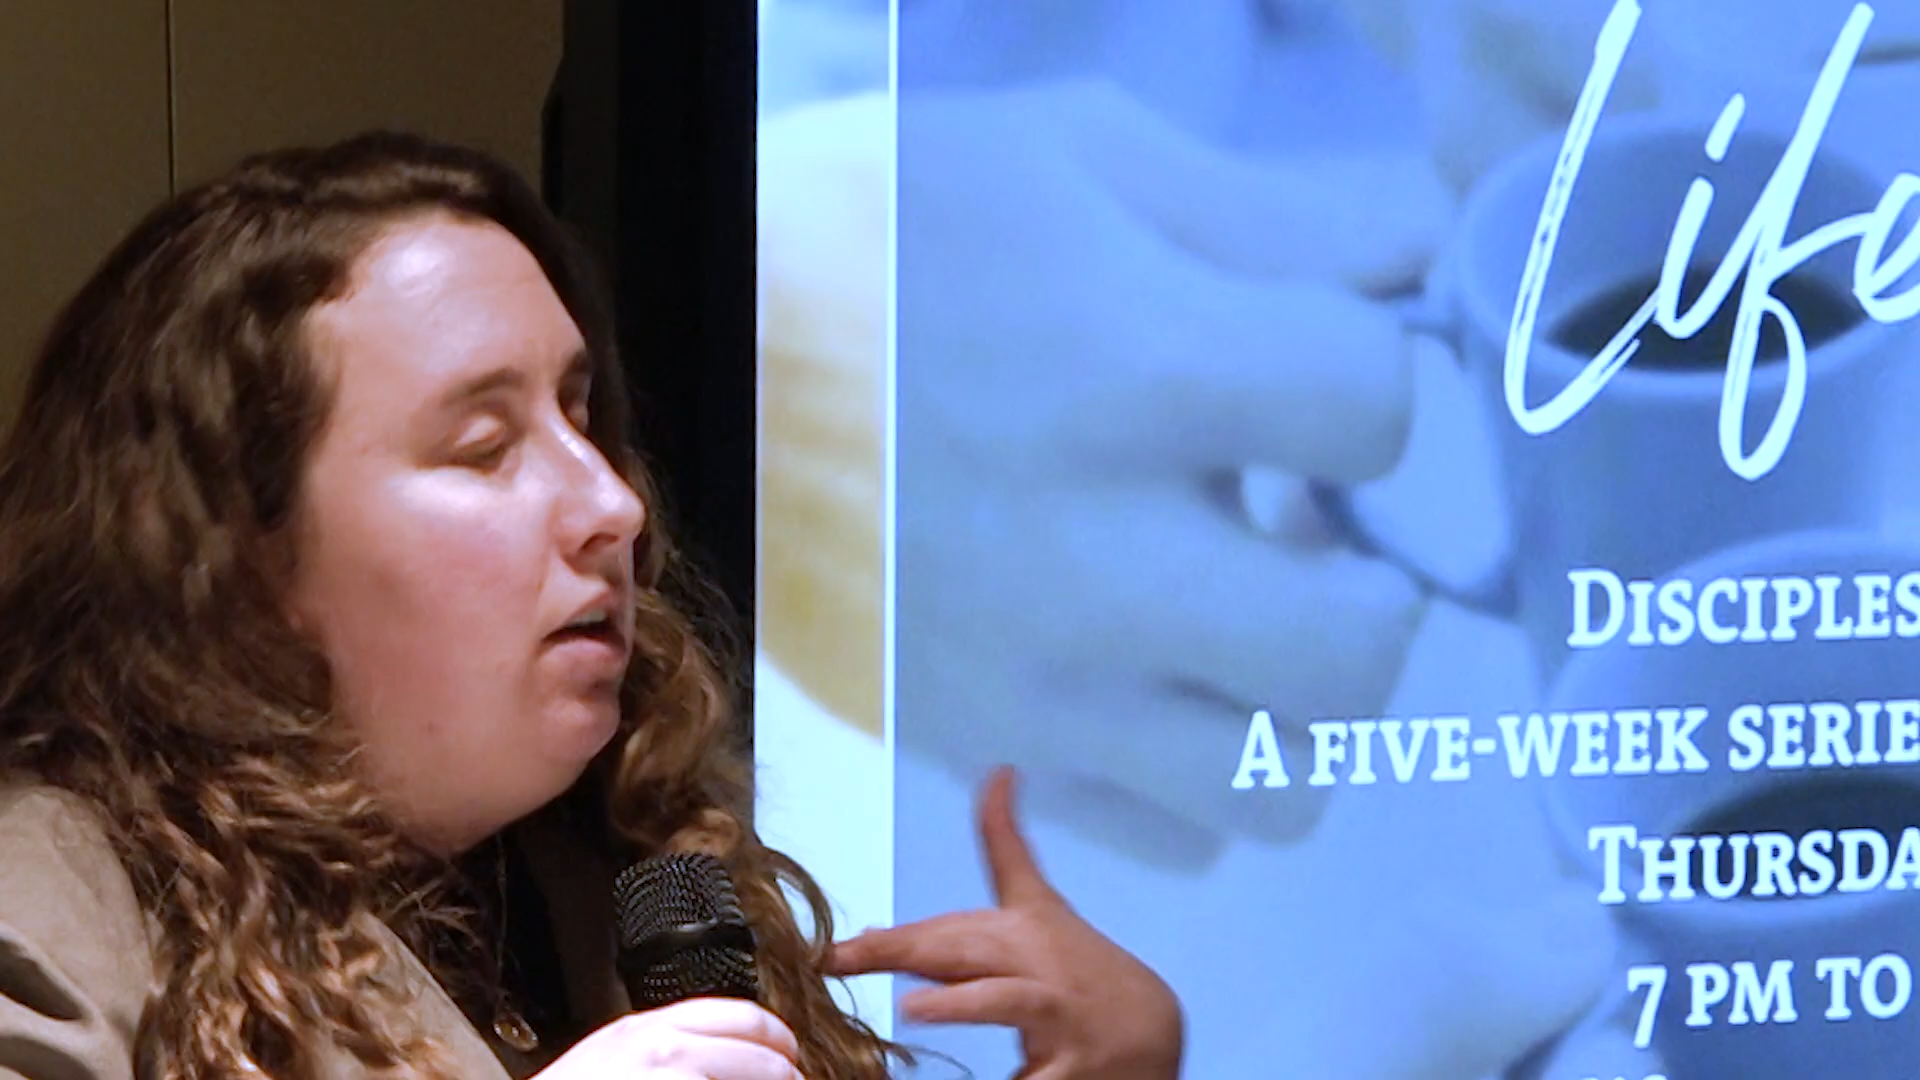 Life
DISCIPLES
A FIVE-WEEK SERIE
THURSDA
7 PM TO